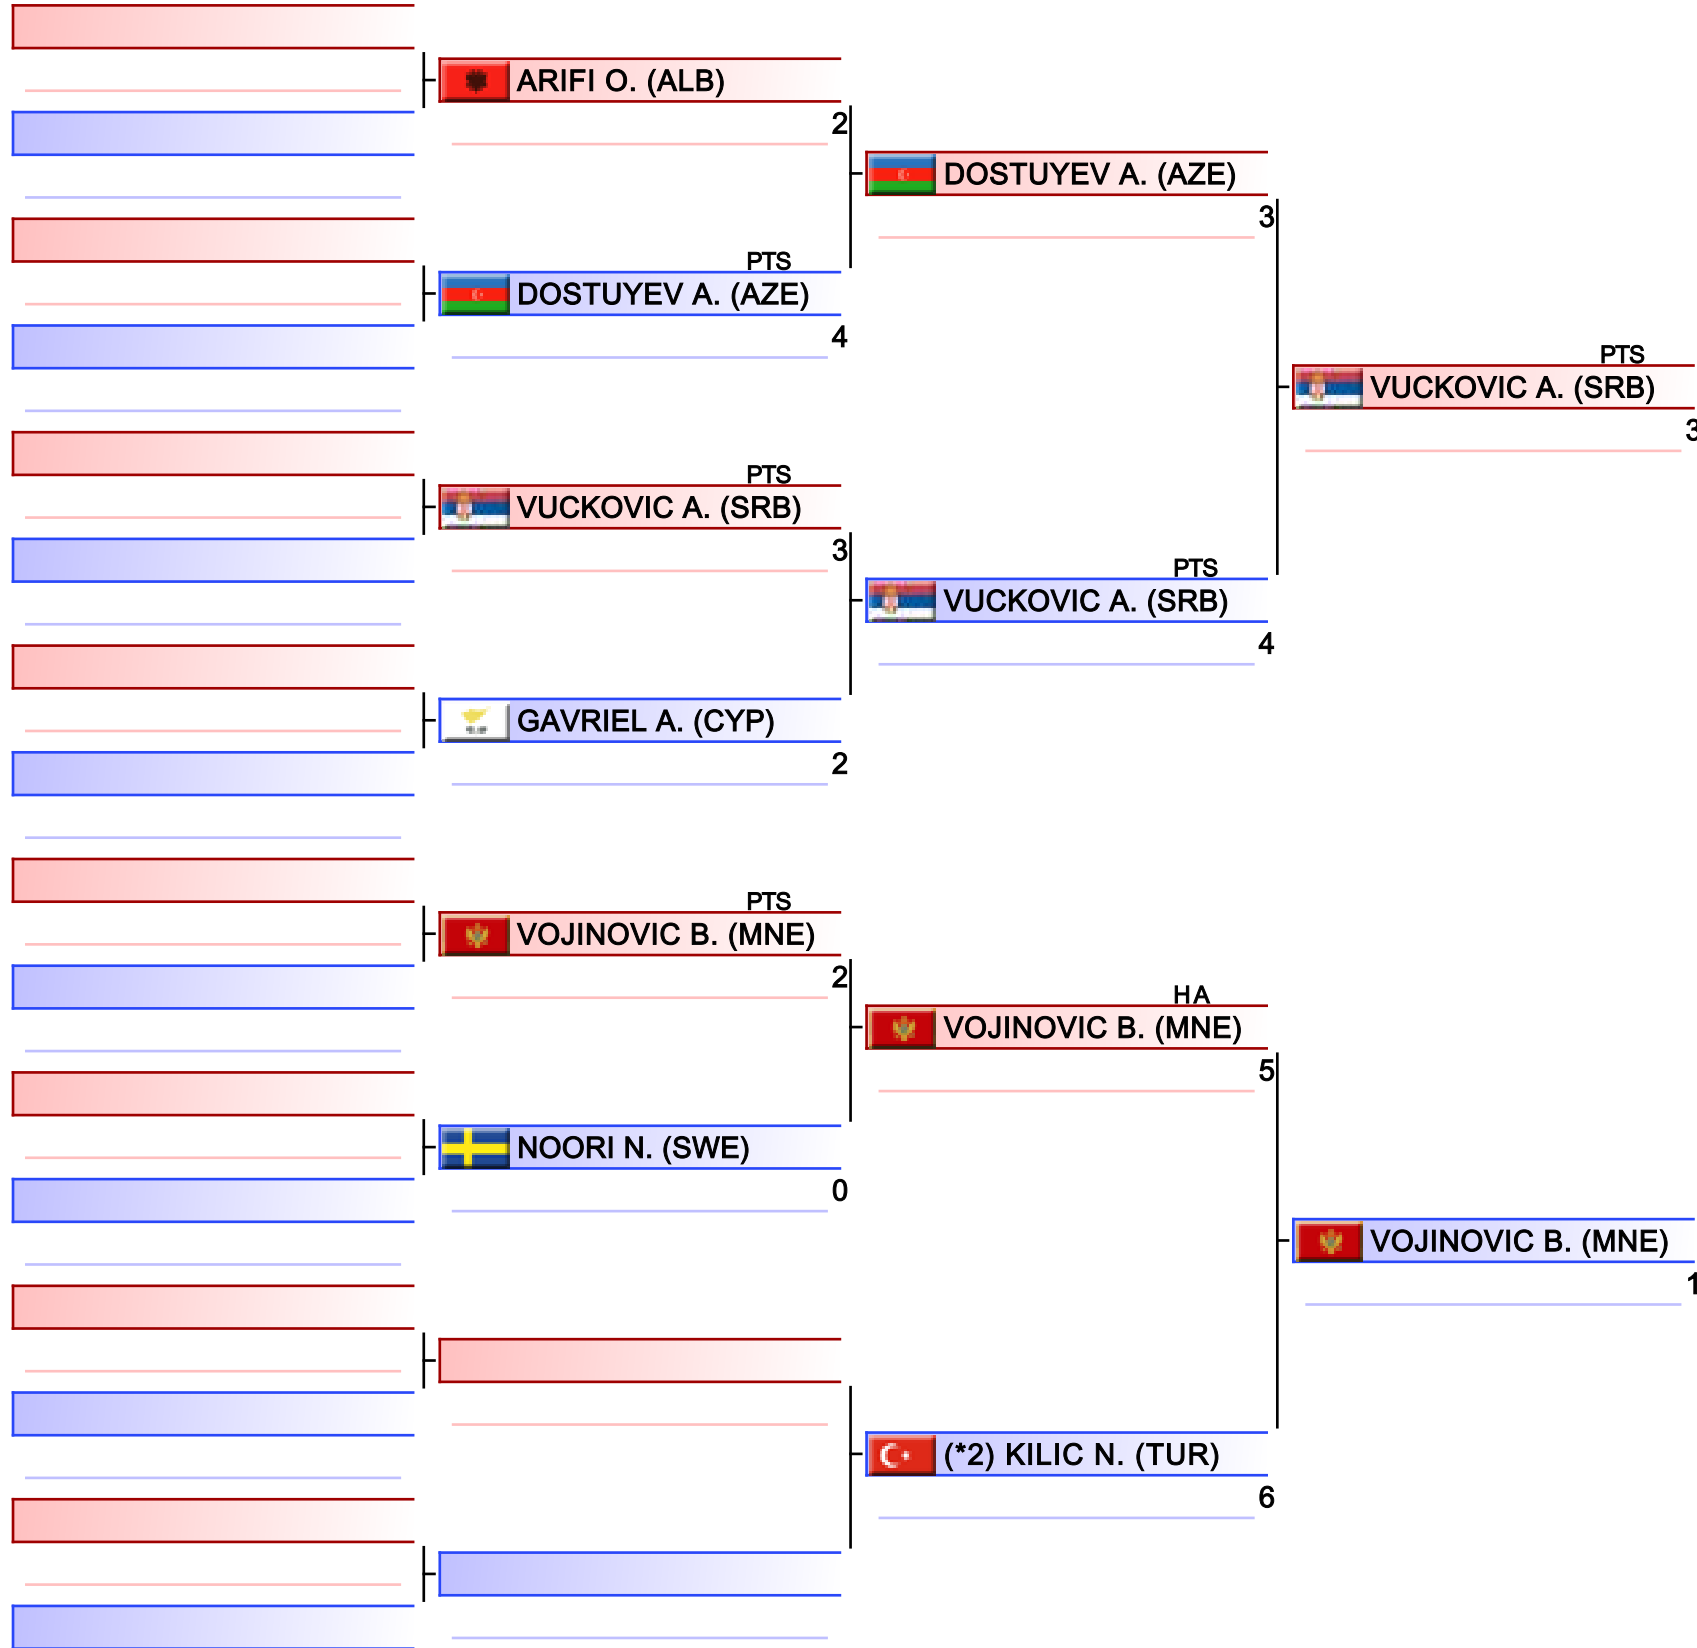 ARIFI O. (ALB)
2
DOSTUYEV A. (AZE)
3
PTS
DOSTUYEV A. (AZE)
4
PTS
VUCKOVIC A. (SRB)
3
PTS
VUCKOVIC A. (SRB)
3
PTS
VUCKOVIC A. (SRB)
4
GAVRIEL A. (CYP)
2
PTS
VOJINOVIC B. (MNE)
2
HA
VOJINOVIC B. (MNE)
5
NOORI N. (SWE)
0
VOJINOVIC B. (MNE)
1
(*2) KILIC N. (TUR)
6